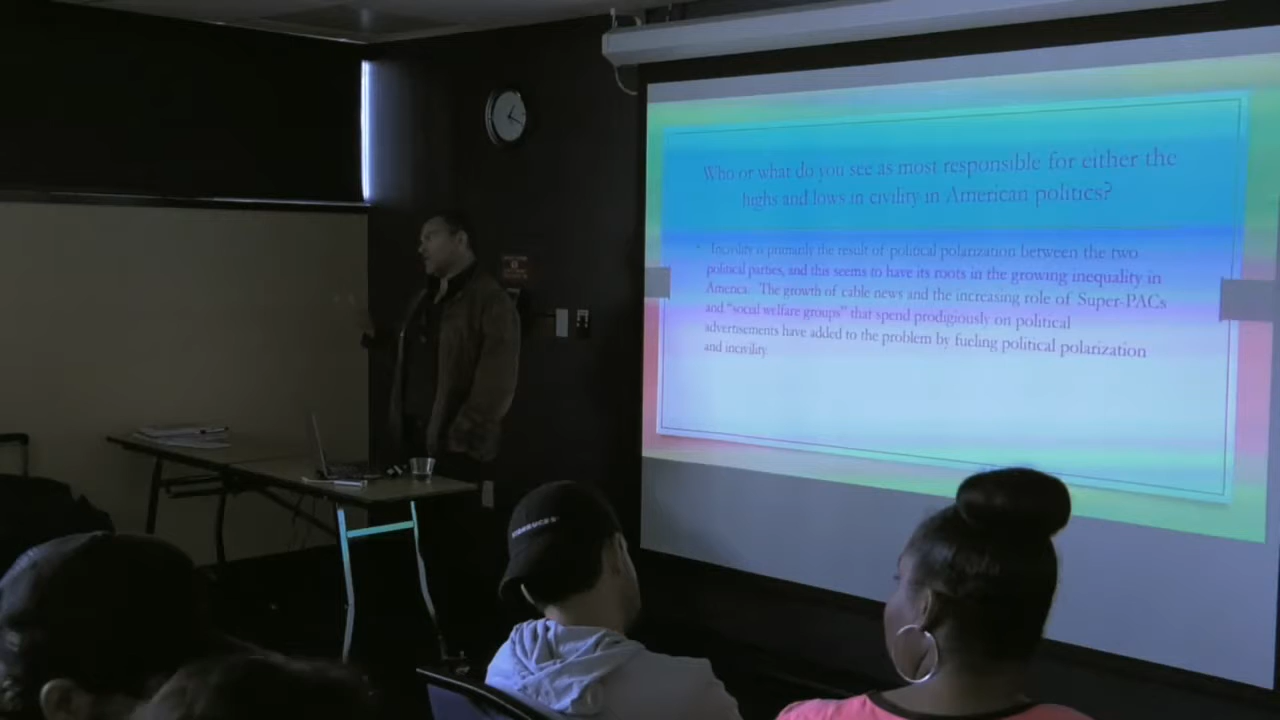 Who or what do you see as most responsible for either the
highs and lows in civility in American politics?
• Incivility is primarily the result of political polarization between the two
political parties, and this seems to have its roots in the growing inequality in
America. The growth of cable news and the increasing role of Super-PACs
and "social welfare groups" that spend prodigiously on political
advertisements have added to the problem by fueling political polarization
and incivility.
STARBUCKS